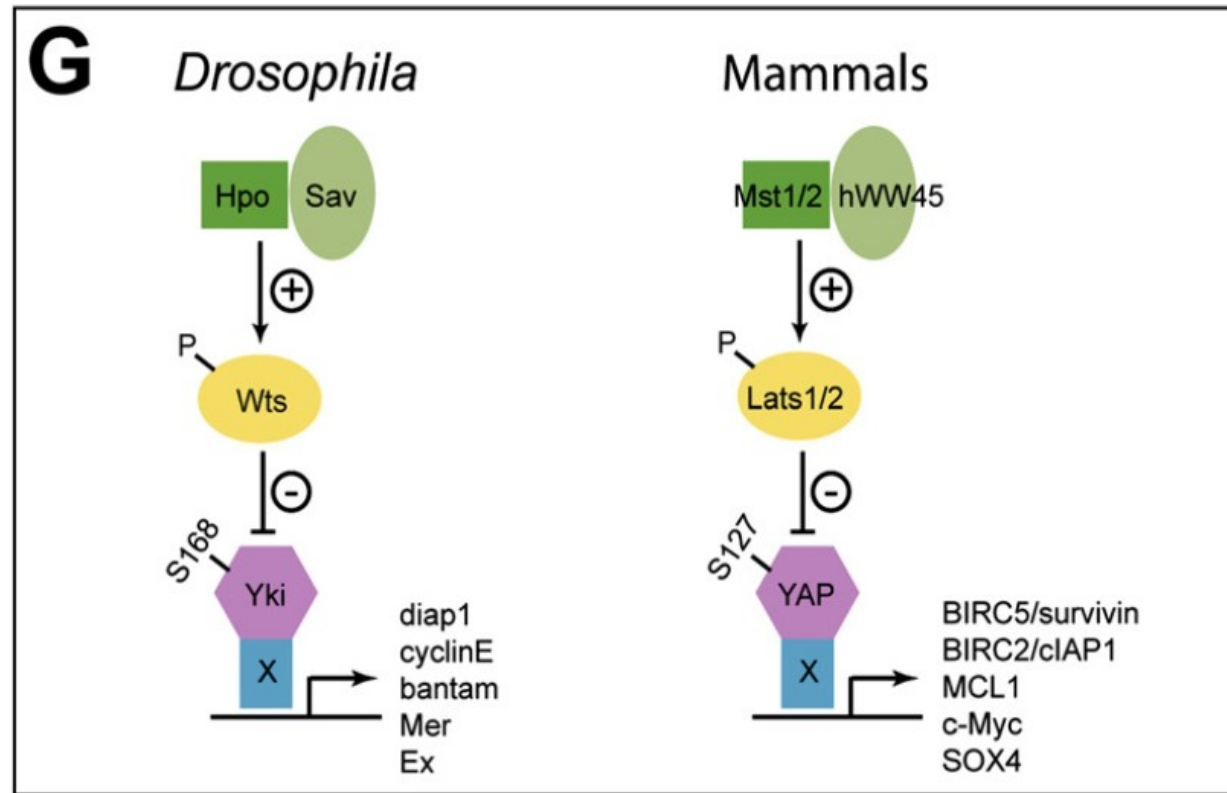 G
Drosophila
Hpo
Sav
+
P
Wts
-
S168
Yki
X
diap1
cyclinE
bantam
Mer
Ex
Mammals
Mst1/2
hWW45
+
P
Lats1/2
-
S127
YAP
X
BIRC5/survivin
BIRC2/cIAP1
MCL1
c-Myc
SOX4